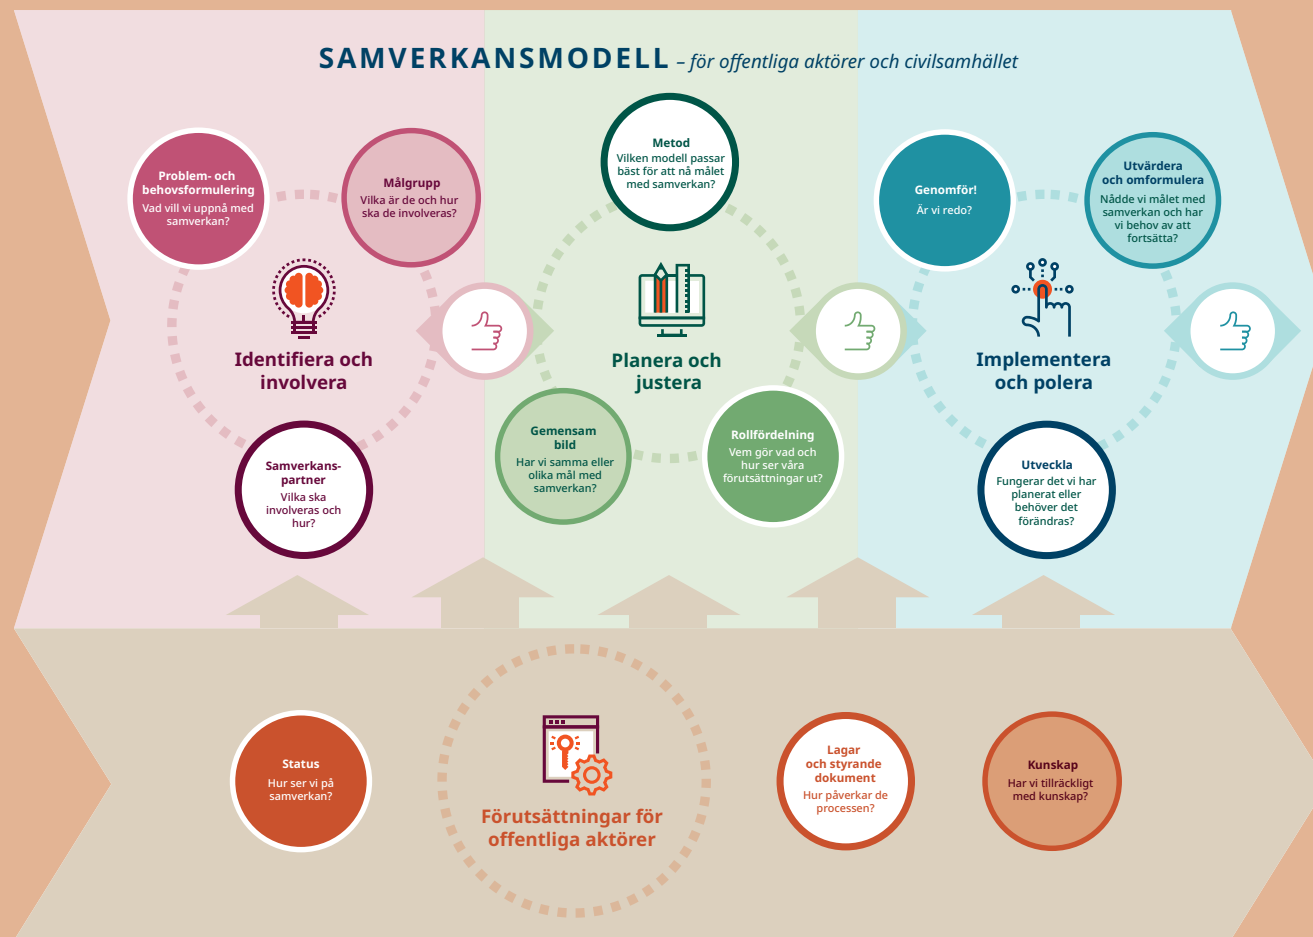 SAMVERKANSMODELL – för offentliga aktörer och civilsamhället
Problem- och
behovsformulering
Vad vill vi uppnå med
samverkan?
Målgrupp
Vilka är de och hur
ska de involveras?
Identifiera och
involvera
Samverkans-
partner
Vilka ska
involveras och
hur?
Metod
Vilken modell passar
bäst för att nå målet
med samverkan?
Planera och
justera
Gemensam
bild
Har vi samma eller
olika mål med
samverkan?
Rollfördelning
Vem gör vad och
hur ser våra
förutsättningar ut?
Genomför!
Är vi redo?
Utvärdera
och omformulera
Nådde vi målet med
samverkan och har
vi behov av att
fortsätta?
Implementera
och polera
Utveckla
Fungerar det vi har
planerat eller
behöver det
förändras?
Status
Hur ser vi på
samverkan?
Förutsättningar för
offentliga aktörer
Lagar
och styrande
dokument
Hur påverkar de
processen?
Kunskap
Har vi tillräckligt
med kunskap?